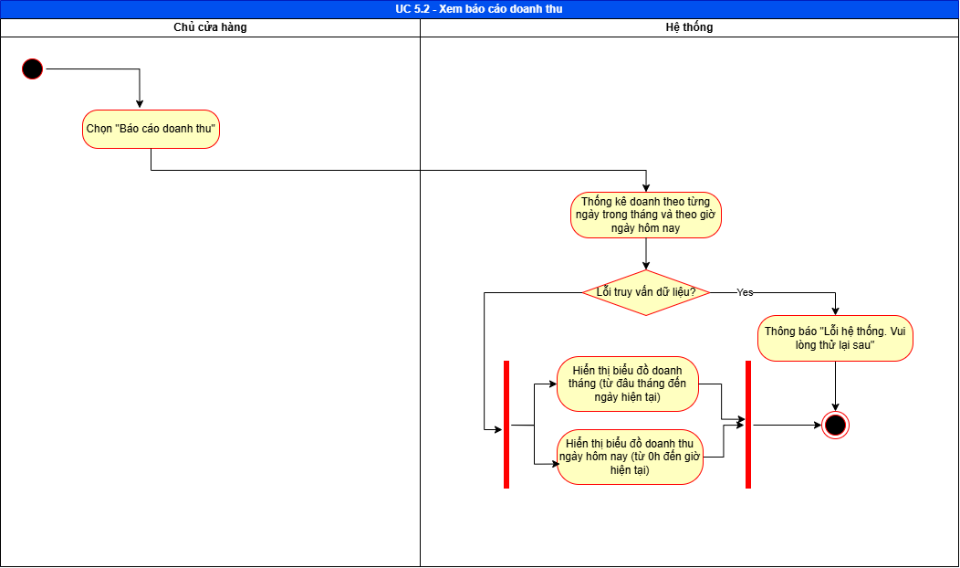 UC 5.2 - Xem báo cáo doanh thu
Chủ cửa hàng
Hệ thống
Chọn "Báo cáo doanh thu"
Thống kê doanh theo từng
ngày trong tháng và theo giờ
ngày hôm nay
Lỗi truy vấn dữ liệu?
Yes
Thông báo "Lỗi hệ thống. Vui
lòng thử lại sau"
Hiển thị biểu đồ doanh
tháng (từ đầu tháng đến
ngày hiện tại)
Hiển thị biểu đồ doanh thu
ngày hôm nay (từ 0h đến giờ
hiện tại)